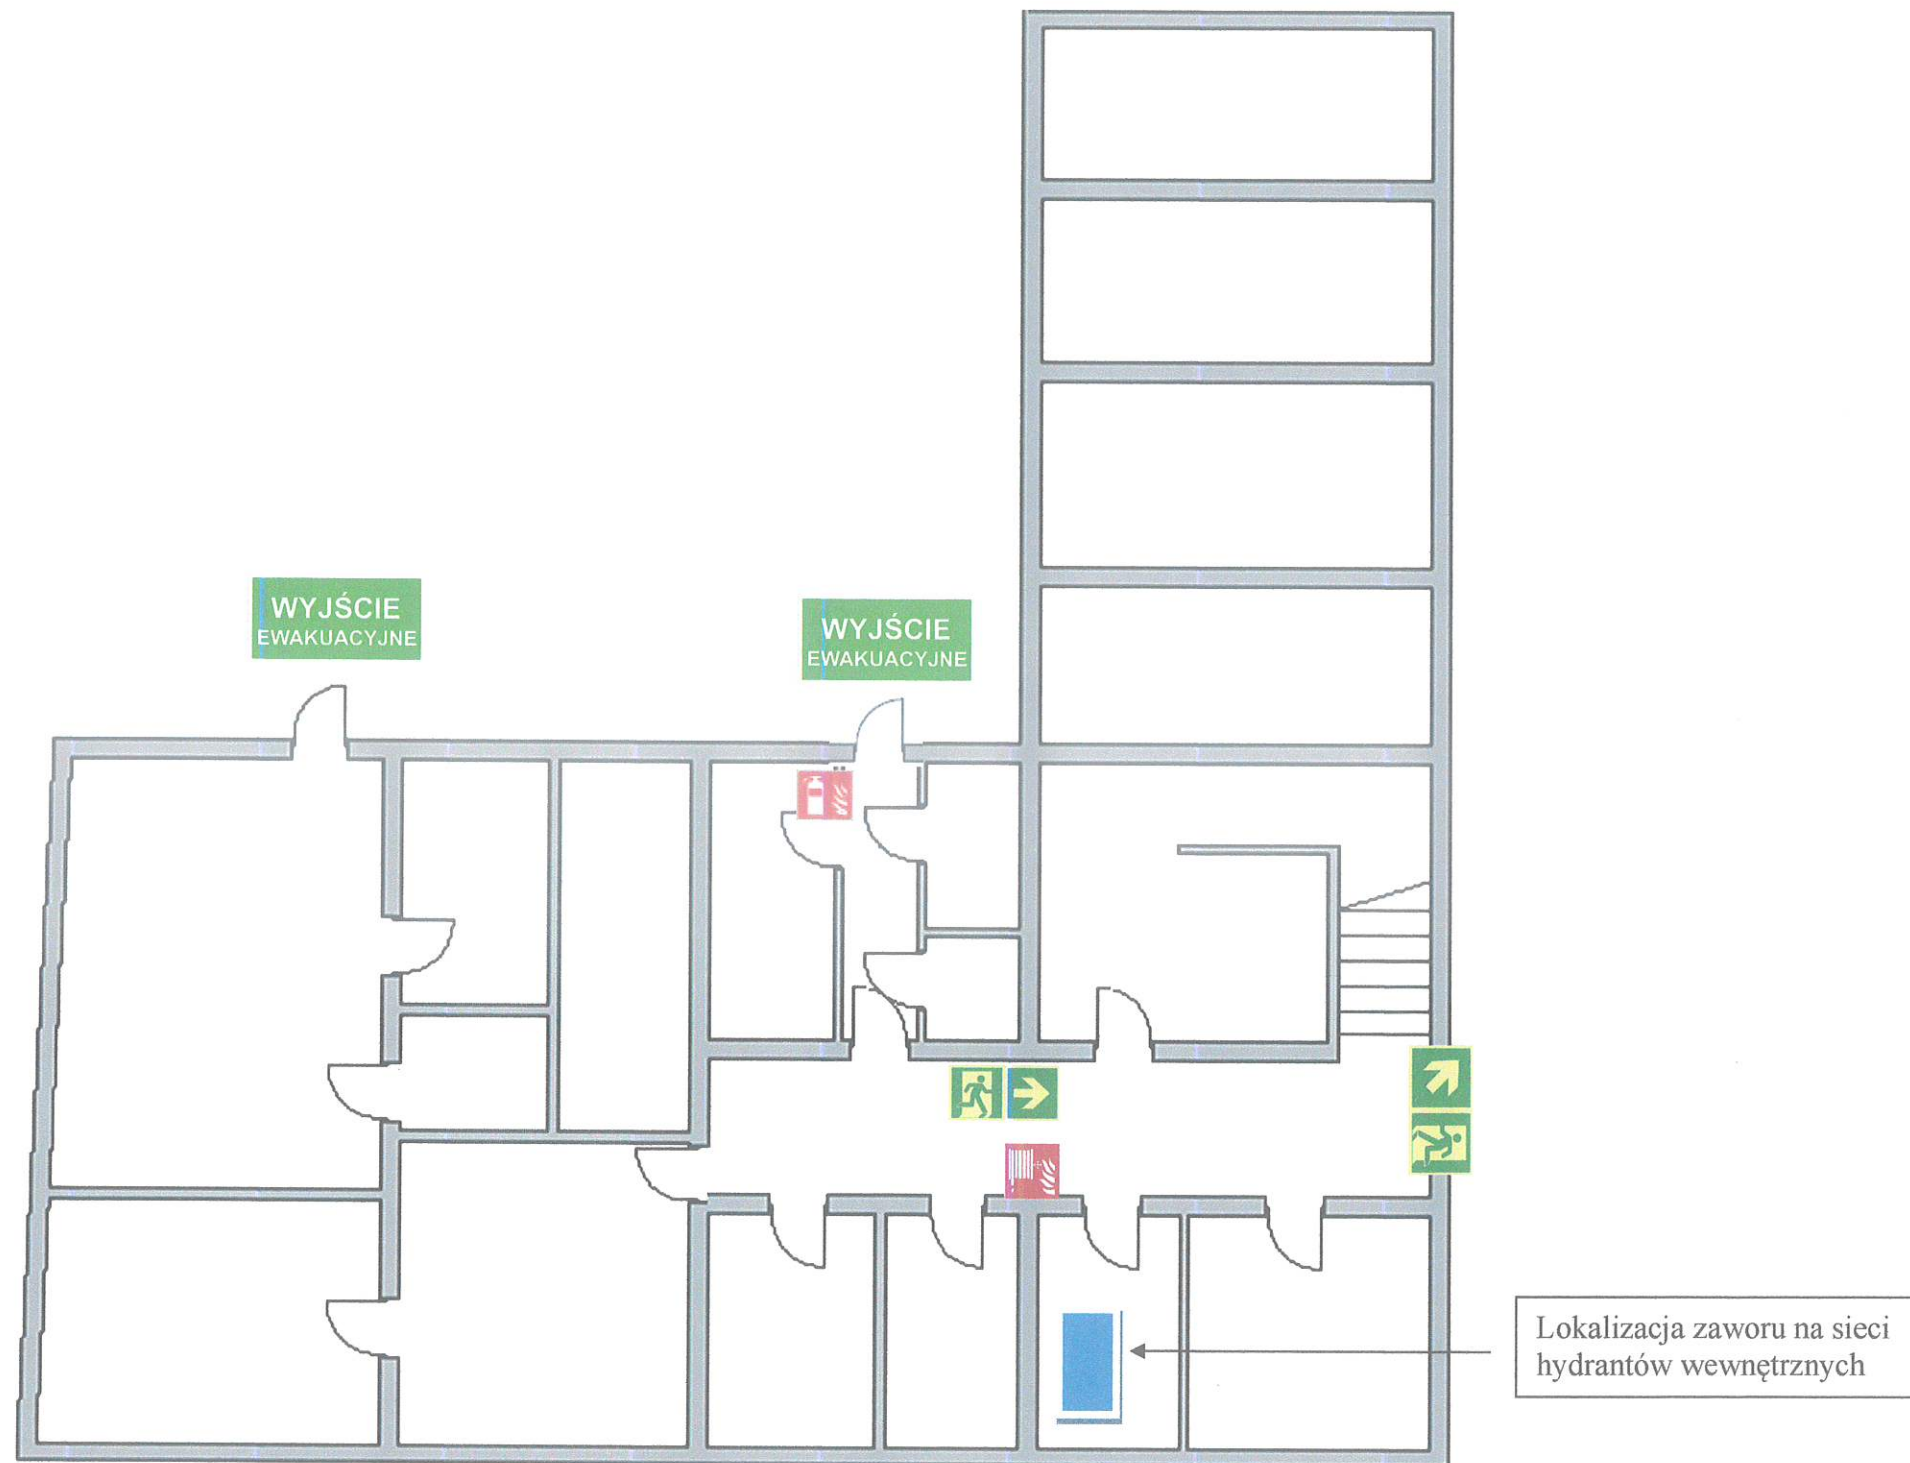 WYJŚCIE
EWAKUACYJNE
WYJŚCIE
EWAKUACYJNE
Lokalizacja zaworu na sieci
hydrantów wewnętrznych